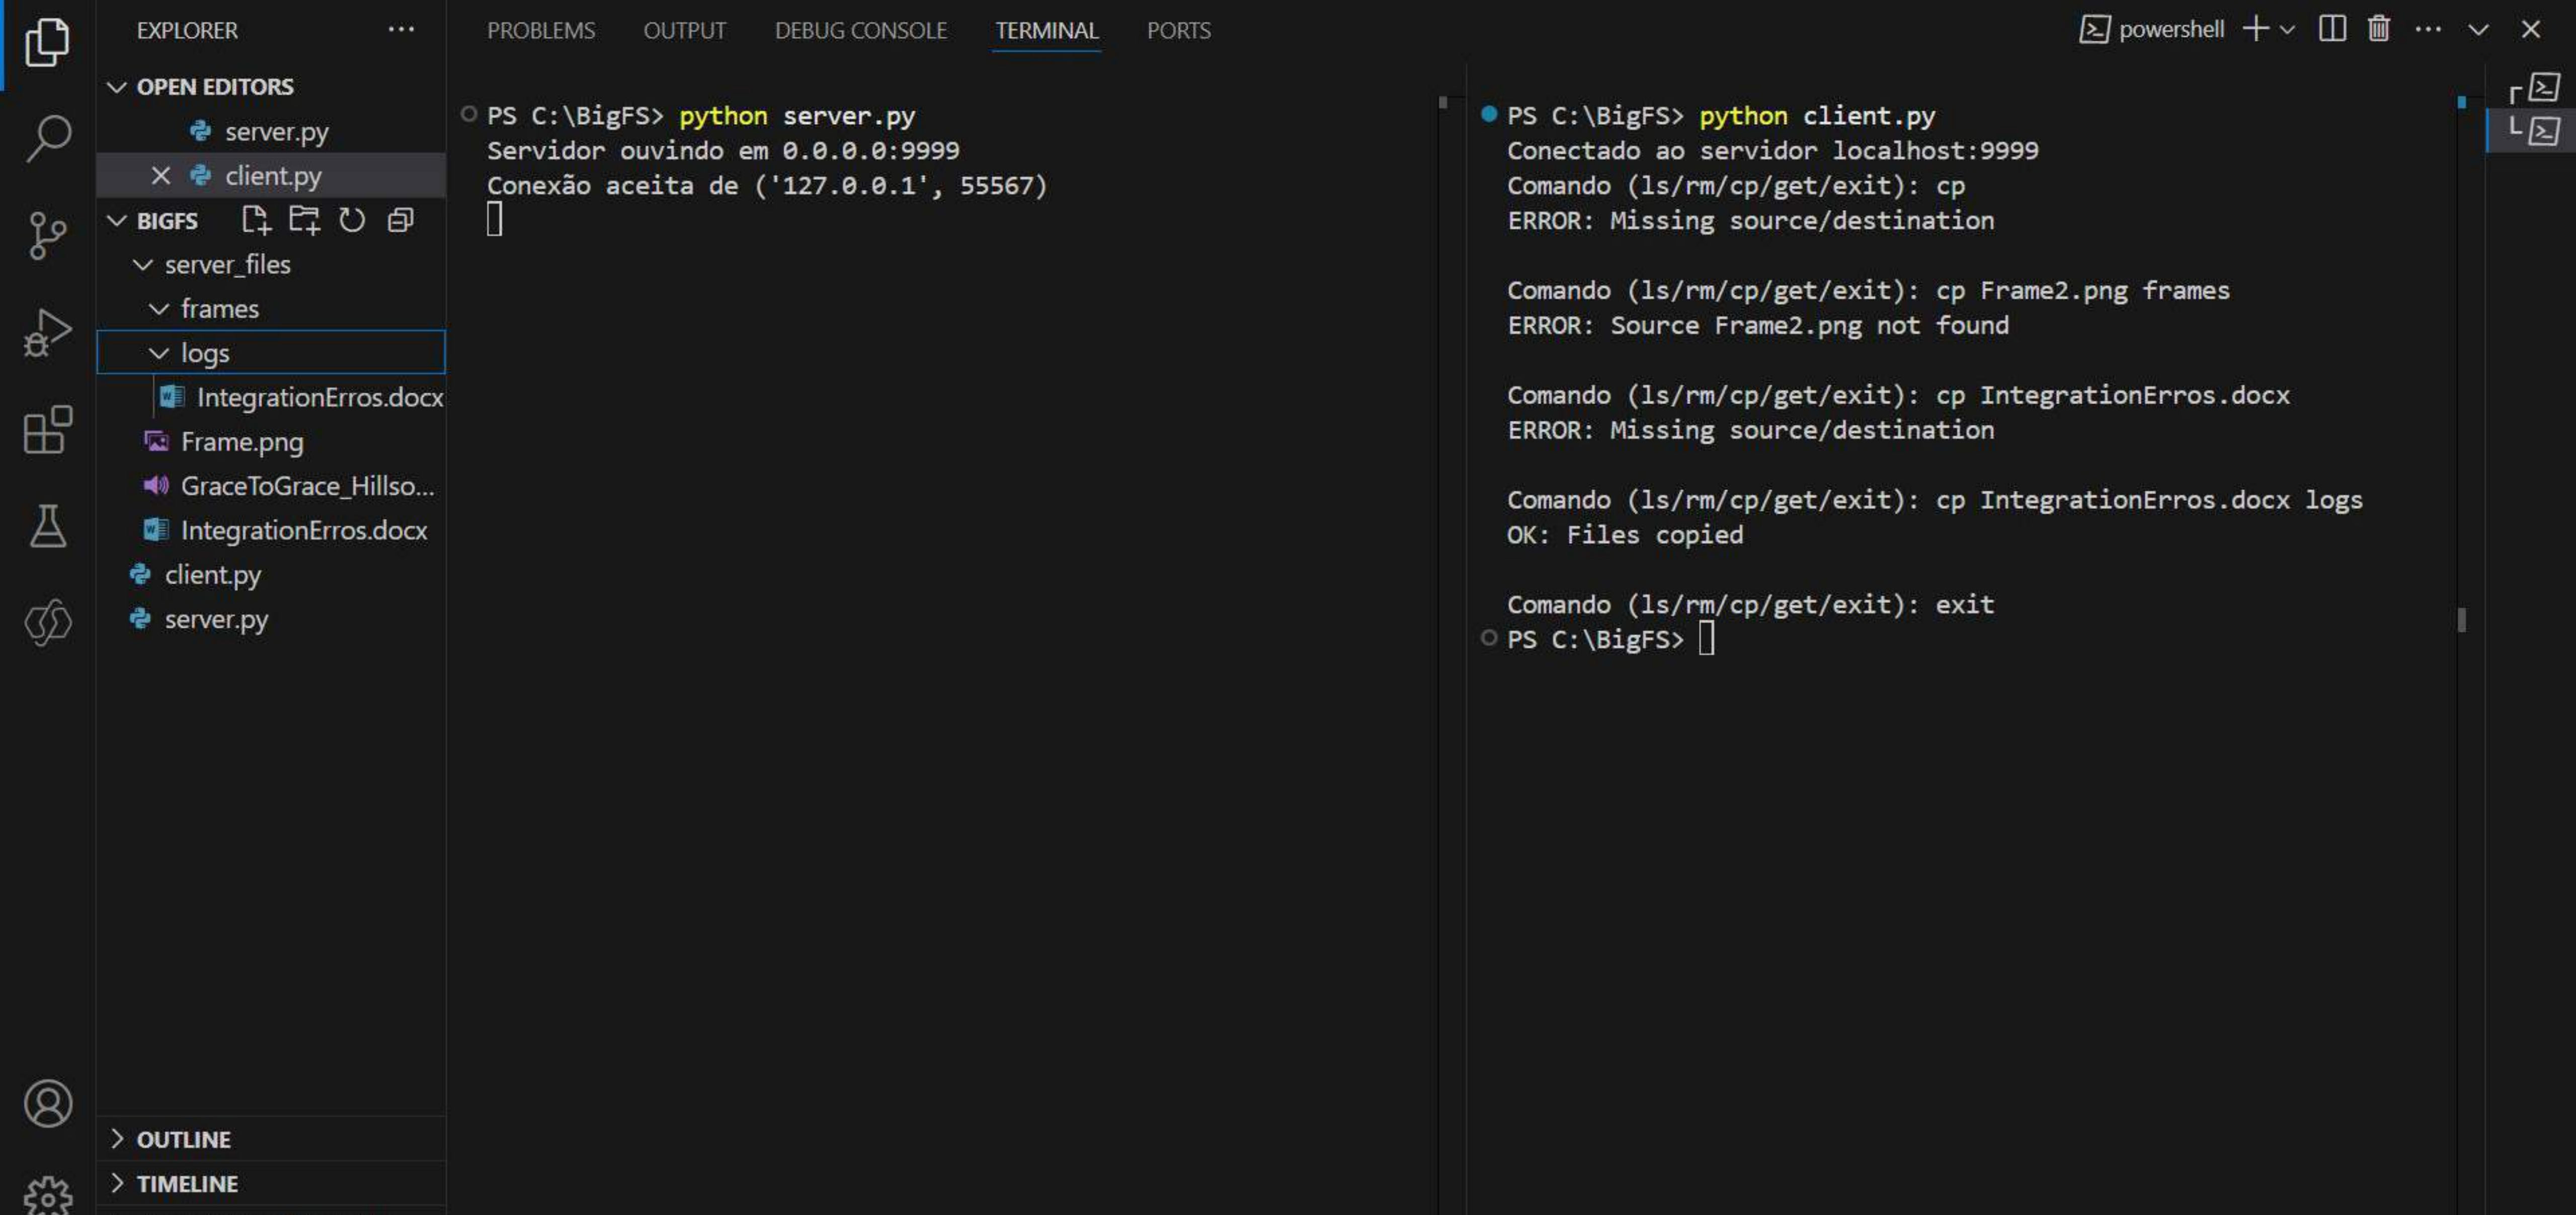 EXPLORER
OPEN EDITORS
server.py
client.py
BIGFS
server_files
frames
logs
IntegrationErros.docx
Frame.png
GraceToGrace_Hillso...
IntegrationErros.docx
client.py
server.py
OUTLINE
TIMELINE
PROBLEMS OUTPUT DEBUG CONSOLE TERMINAL PORTS
powershell
PS C:\BigFS> python server.py
Servidor ouvindo em 0.0.0.0:9999
Conexão aceita de ('127.0.0.1', 55567)
PS C:\BigFS> python client.py
Conectado ao servidor localhost:9999
Comando (ls/rm/cp/get/exit): cp
ERROR: Missing source/destination
Comando (ls/rm/cp/get/exit): cp Frame2.png frames
ERROR: Source Frame2.png not found
Comando (ls/rm/cp/get/exit): cp IntegrationErros.docx
ERROR: Missing source/destination
Comando (ls/rm/cp/get/exit): cp IntegrationErros.docx logs
OK: Files copied
Comando (ls/rm/cp/get/exit): exit
PS C:\BigFS>